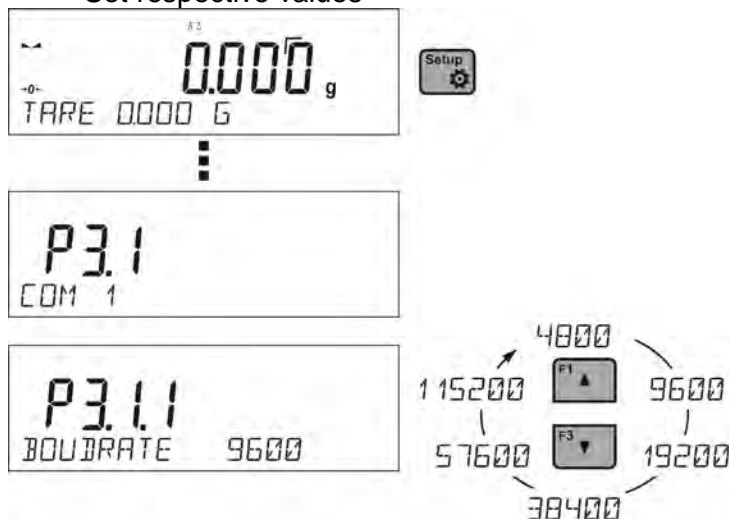 Set respective values
0.000 g
→0←
TARE 0.000 G
Setup
P3.1
COM 1
P3.1.1
BOUDRATE 9600
4800
115200 F1 9600
57600 F3 19200
38400